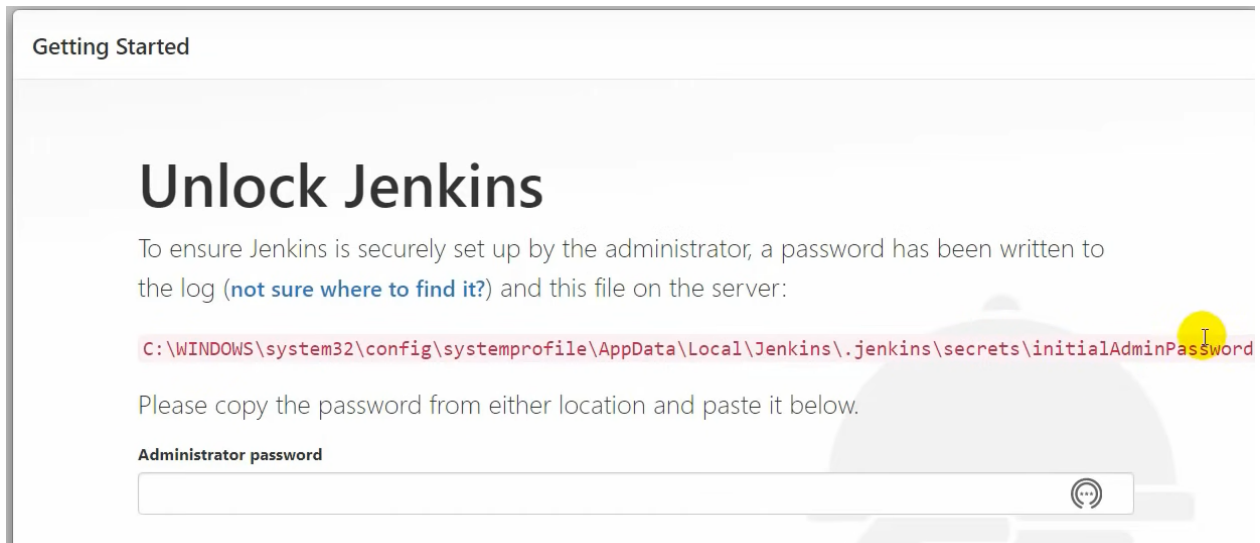 Getting Started
Unlock Jenkins
To ensure Jenkins is securely set up by the administrator, a password has been written to
the log (not sure where to find it?) and this file on the server:
C:\WINDOWS\system32\config\systemprofile\AppData\Local\Jenkins\.jenkins\secrets\initialAdminPassword
Please copy the password from either location and paste it below.
Administrator password